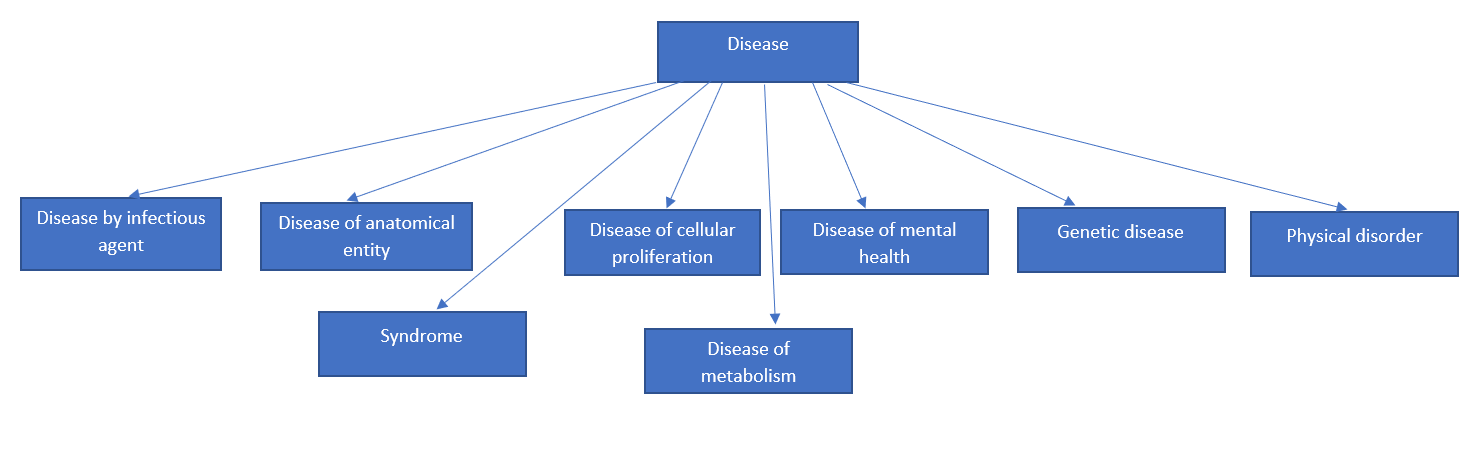 Disease
Disease by infectious
agent
Disease of anatomical
entity
Disease of cellular
proliferation
Disease of mental
health
Genetic disease
Physical disorder
Syndrome
Disease of
metabolism